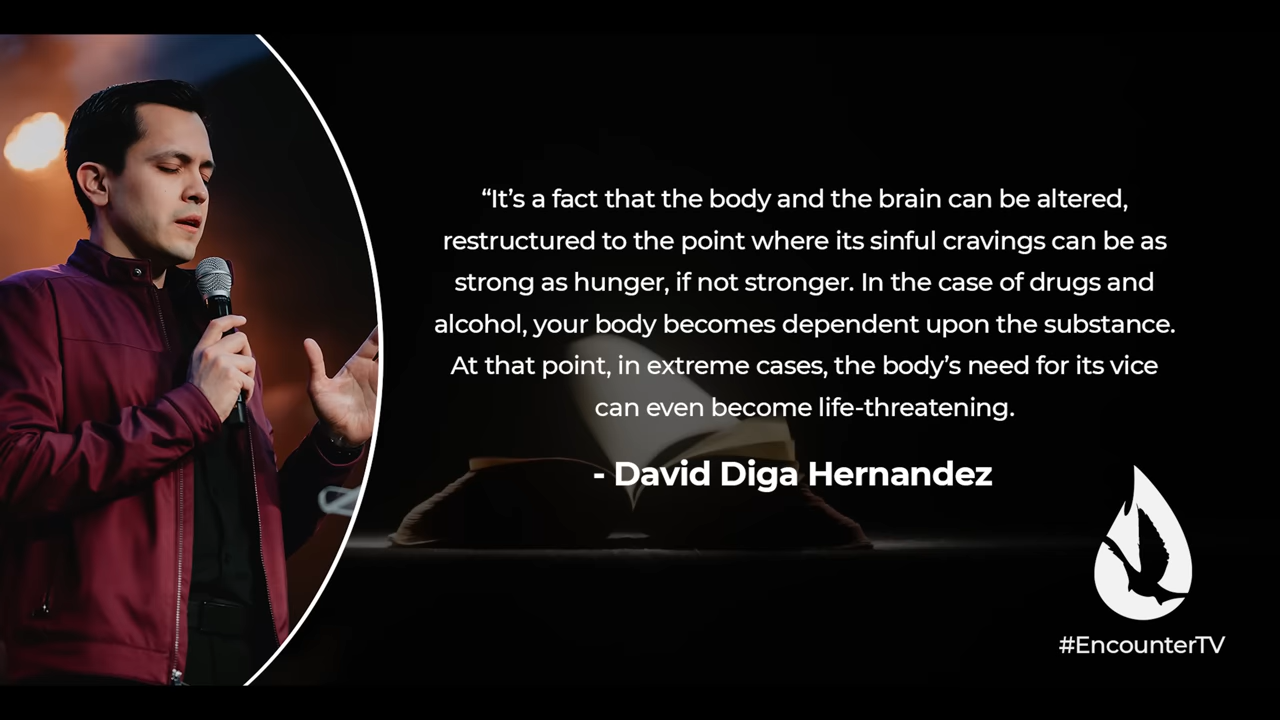 “It’s a fact that the body and the brain can be altered,
restructured to the point where its sinful cravings can be as
strong as hunger, if not stronger. In the case of drugs and
alcohol, your body becomes dependent upon the substance.
At that point, in extreme cases, the body’s need for its vice
can even become life-threatening.
- David Diga Hernandez
#EncounterTV